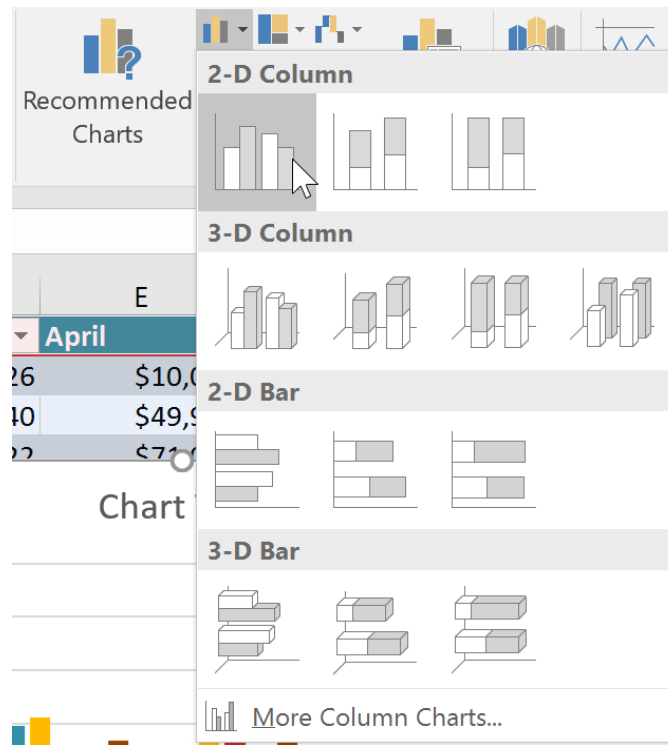 Recommended
Charts
2-D Column
3-D Column
E
April
26 $10,0
40 $49,9
2-D Bar
Chart
3-D Bar
More Column Charts...